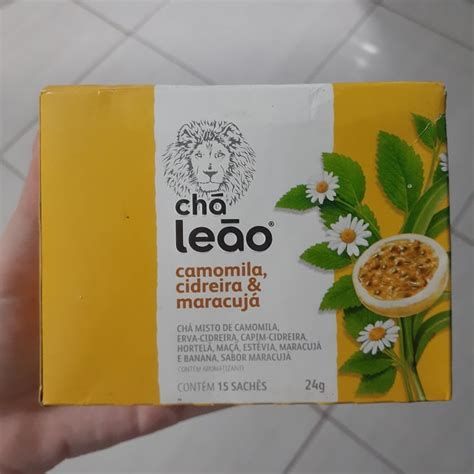 chá
leão®
camomila,
cidreira &
maracujá
CHÁ MISTO DE CAMOMILA,
ERVA-CIDREIRA, CAPIM-CIDREIRA,
HORTELÃ, MAÇÃ, ESTÉVIA, MARACUJÁ
E BANANA, SABOR MARACUJÁ
CONTÉM AROMATIZANTE
CONTÉM 15 SACHÊS
24g